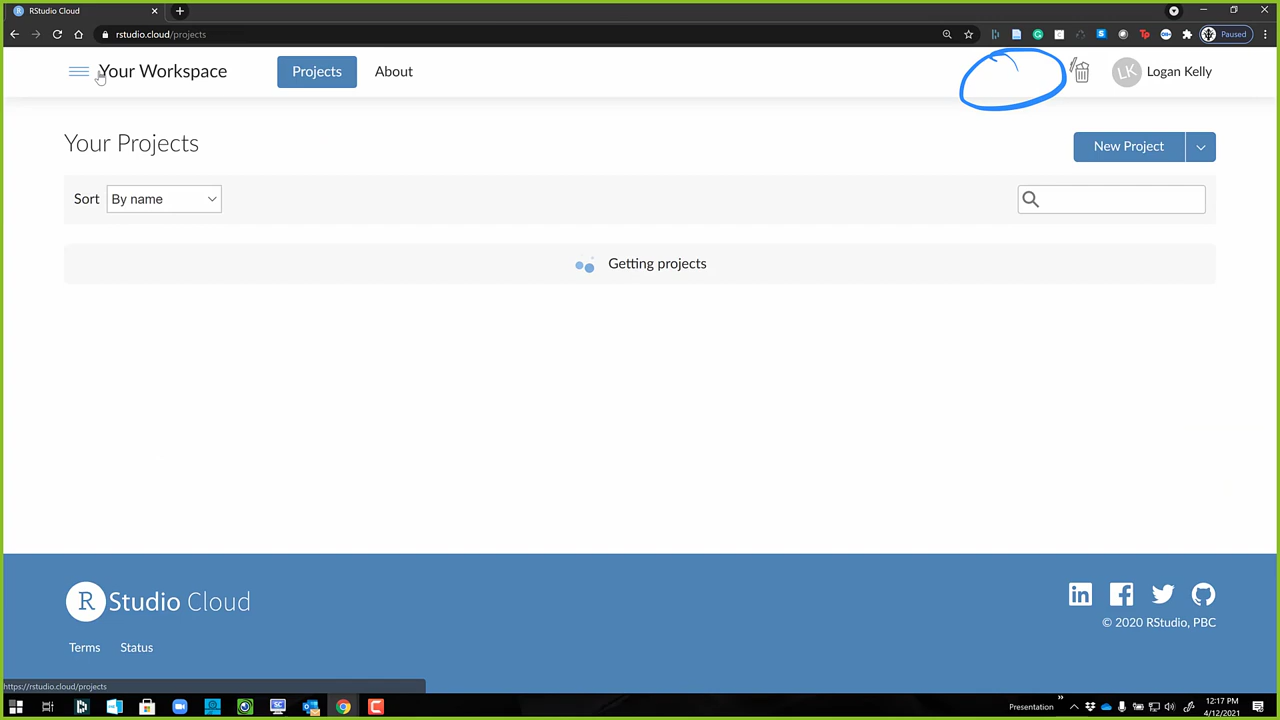 RStudio Cloud
rstudio.cloud/projects
Paused
Your Workspace
Projects
About
LK
Logan Kelly
Your Projects
New Project
Sort
By name
Getting projects
R Studio Cloud
© 2020 RStudio, PBC
Terms
Status
https://rstudio.cloud/projects
Presentation
12:17 PM
4/12/2021